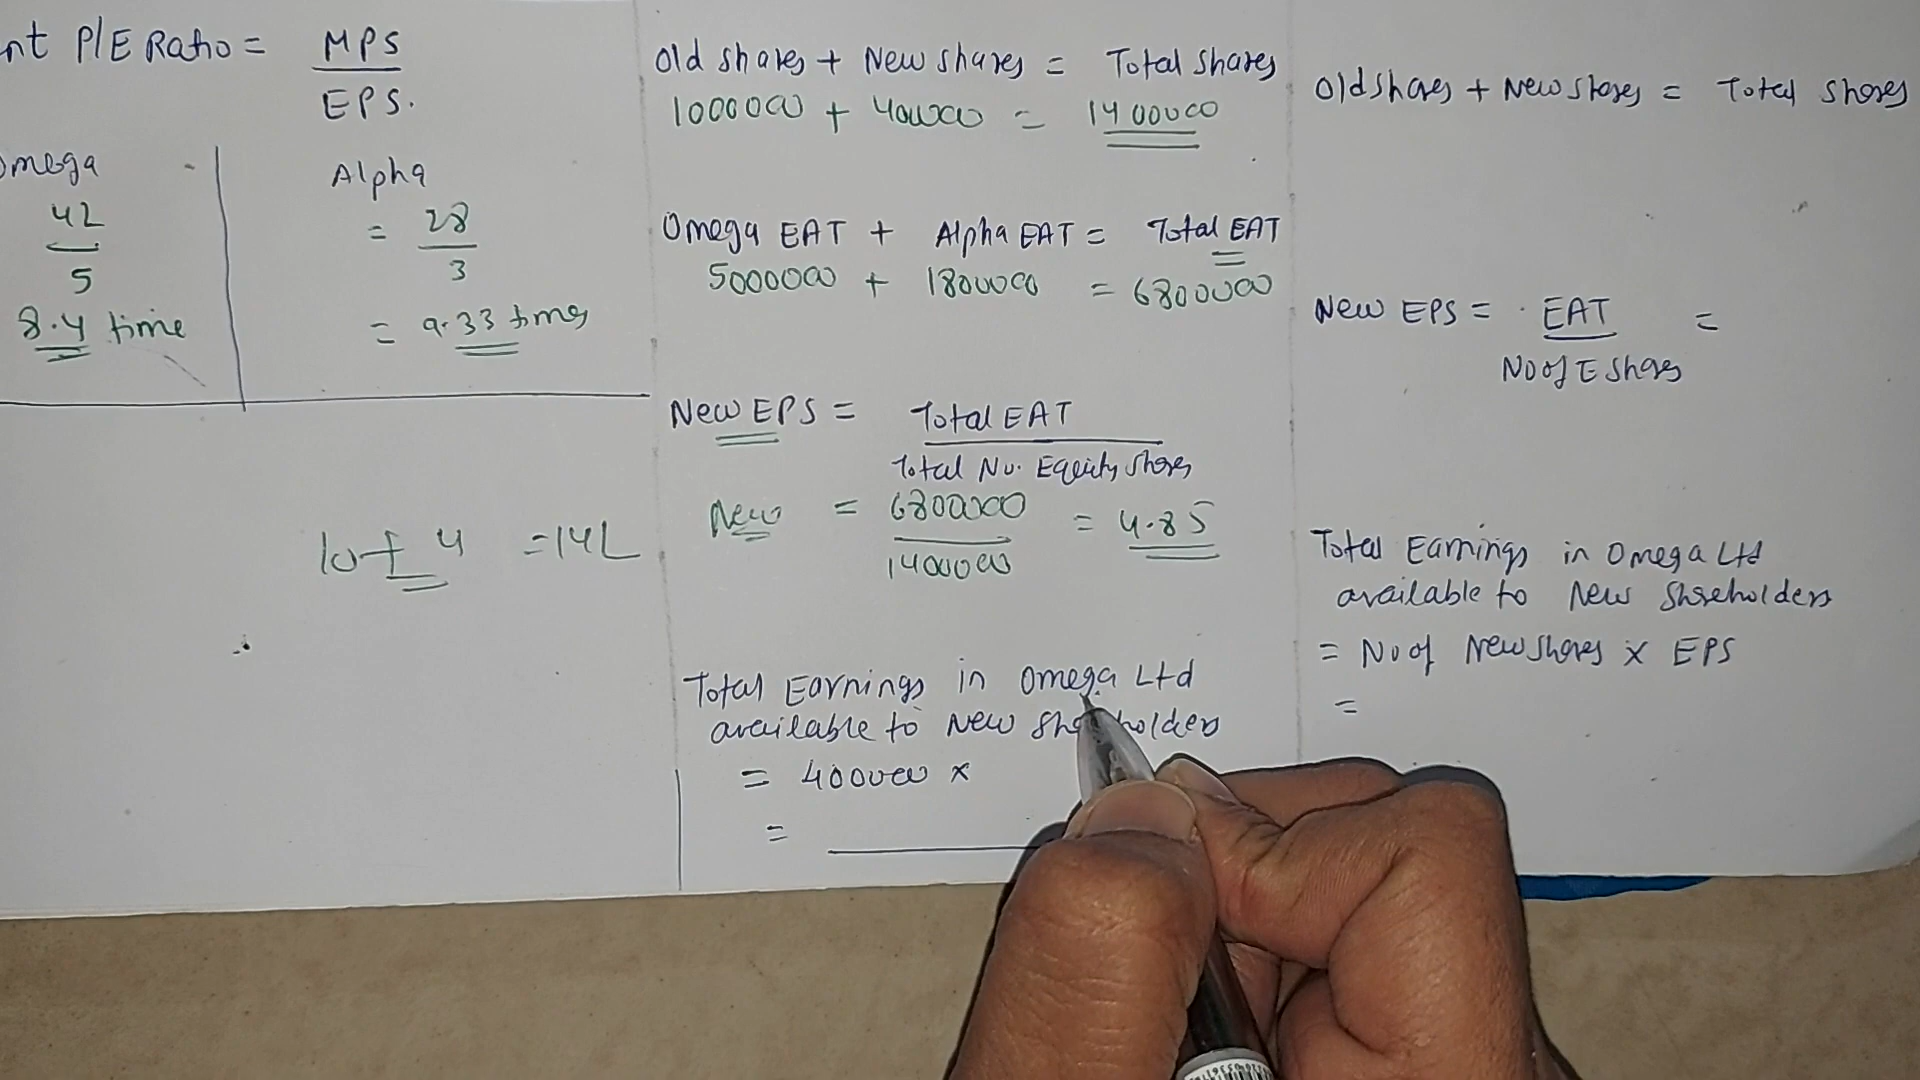 nt P/E Ratio = MPS
EPS.
Omega
42
5
8.4 time
Alpha
= 28
3
= 9.33 times
10+4 =14L
Old shares + New shares = Total shares
1000000 + 400000 = 1400000
Omega EAT + Alpha EAT = Total EAT
5000000 + 1800000 = 6800000
New EPS = Total EAT
Total No. Equity shares
New = 6800000 = 4.85
1400000
Total Earnings in Omega Ltd
available to New
= 400000 x
=
Old shares + New shares = Total shares
New EPS = EAT =
No of E shares
Total Earnings in Omega Ltd
available to New Shreholders
= No of New shares x EPS
=